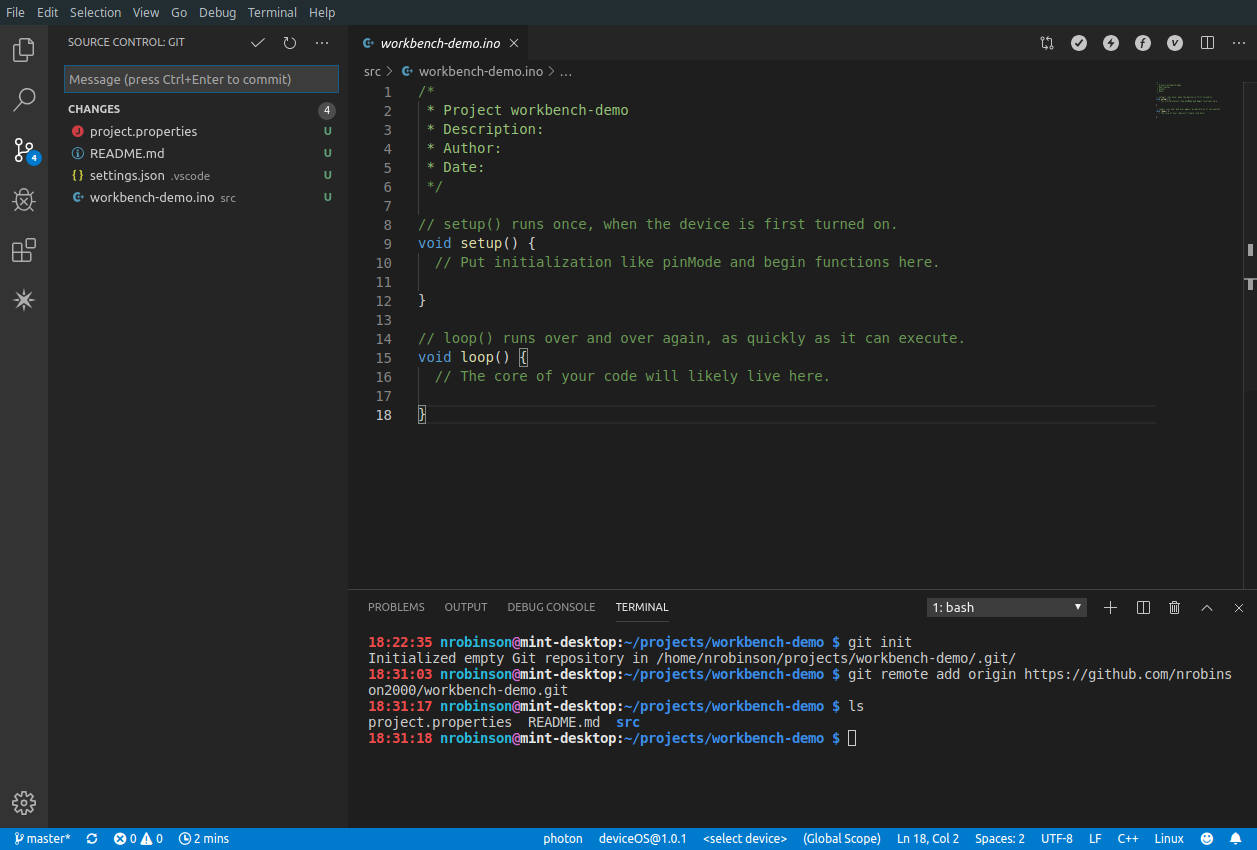 File Edit Selection View Go Debug Terminal Help
SOURCE CONTROL: GIT
Message (press Ctrl+Enter to commit)
CHANGES 4
project.properties U
README.md U
settings.json .vscode U
workbench-demo.ino src U
4
workbench-demo.ino
src > workbench-demo.ino > ...
1 /*
2 * Project workbench-demo
3 * Description:
4 * Author:
5 * Date:
6 */
7
8 // setup() runs once, when the device is first turned on.
9 void setup() {
10 // Put initialization like pinMode and begin functions here.
11
12 }
13
14 // loop() runs over and over again, as quickly as it can execute.
15 void loop() {
16 // The core of your code will likely live here.
17
18 }
PROBLEMS OUTPUT DEBUG CONSOLE TERMINAL 1: bash
18:22:35 nrobinson@mint-desktop:~/projects/workbench-demo $ git init
Initialized empty Git repository in /home/nrobinson/projects/workbench-demo/.git/
18:31:03 nrobinson@mint-desktop:~/projects/workbench-demo $ git remote add origin https://github.com/nrobins
on2000/workbench-demo.git
18:31:17 nrobinson@mint-desktop:~/projects/workbench-demo $ ls
project.properties README.md src
18:31:18 nrobinson@mint-desktop:~/projects/workbench-demo $
master* 0 0 2 mins photon deviceOS@1.0.1 <select device> (Global Scope) Ln 18, Col 2 Spaces: 2 UTF-8 LF C++ Linux